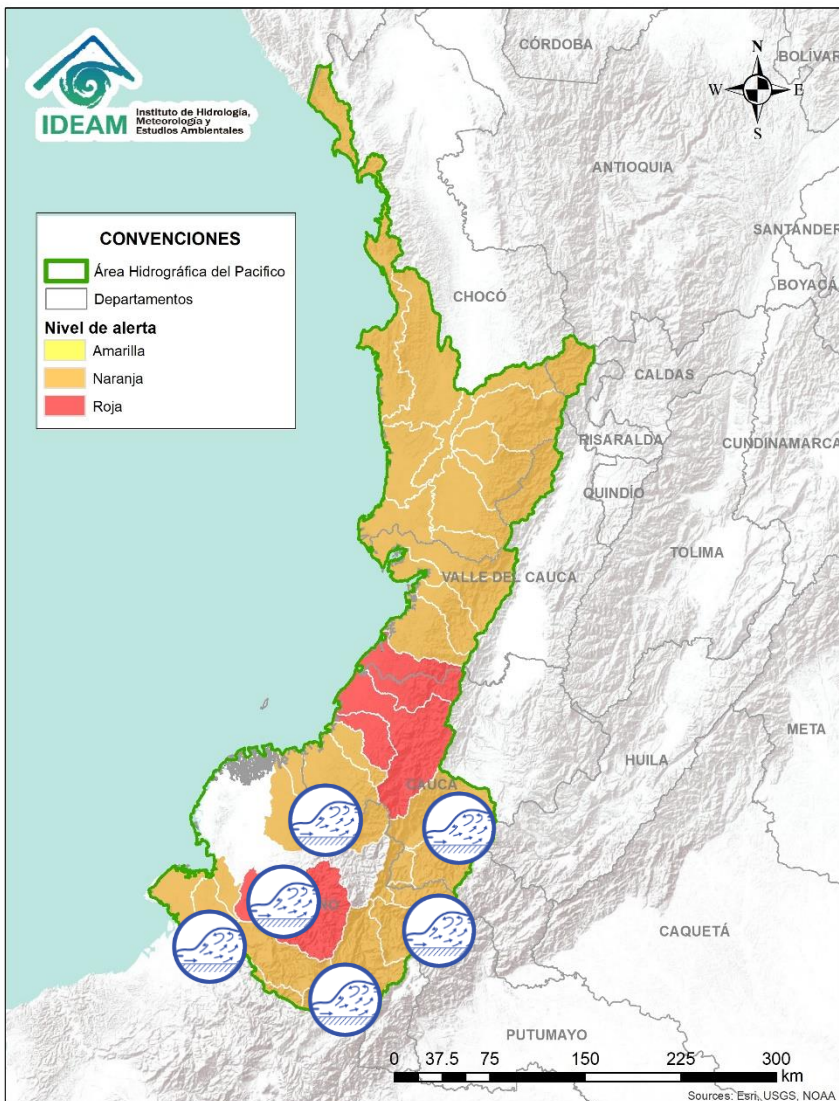 IDEAM
Instituto de Hidrología,
Meteorología y
Estudios Ambientales
CÓRDOBA
BOLÍVAR
N
W
E
S
ANTIOQUIA
SANTANDER
BOYACÁ
CONVENCIONES
Área Hidrográfica del Pacifico
Departamentos
Nivel de alerta
Amarilla
Naranja
Roja
CHOCÓ
CALDAS
RISARALDA
CUNDINAMARCA
QUINDÍO
TOLIMA
VALLE DEL CAUCA
META
HUILA
CAUCA
CAQUETÁ
PUTUMAYO
0 37.5 75 150 225 300
km
Sources: Esri, USGS, NOAA